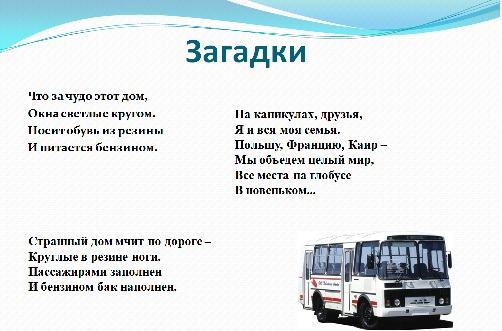 Загадки
Что за чудо этот дом,
Окна светлые кругом.
Носит обувь из резины
И питается бензином.
На каникулах, друзья,
Я и вся моя семья.
Польшу, Францию, Каир –
Мы объедем целый мир,
Все места на глобусе
В новеньком...
Странный дом мчит по дороге –
Круглые в резине ноги.
Пассажирами заполнен
И бензином бак наполнен.